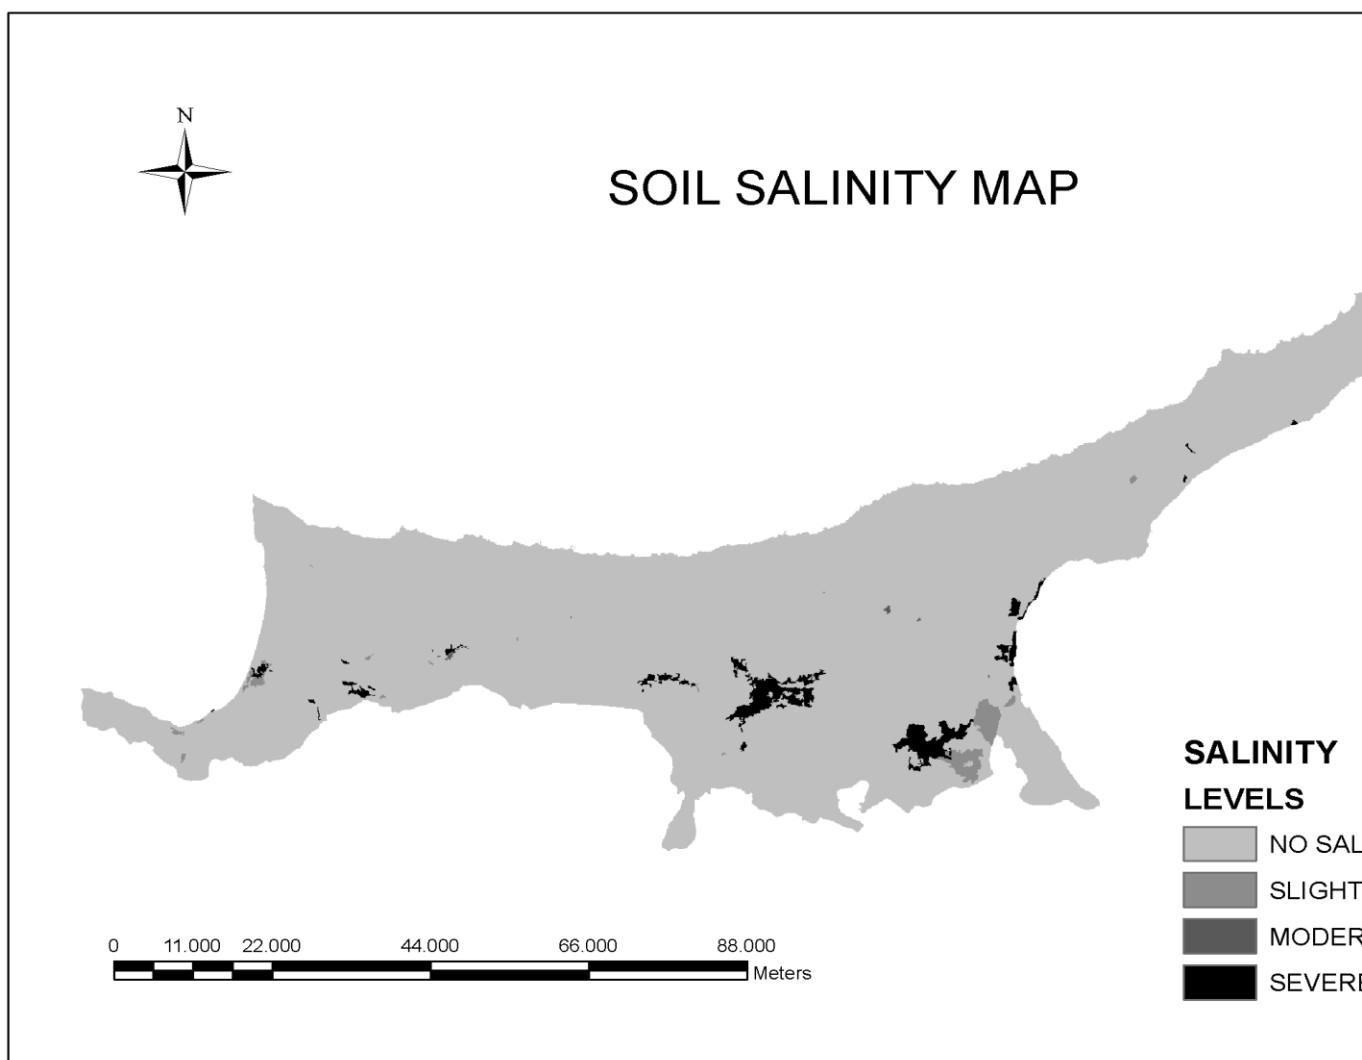 N
SOIL SALINITY MAP
SALINITY
LEVELS
NO SAL
SLIGHT
MODER
SEVERE
0 11.000 22.000 44.000 66.000 88.000
Meters